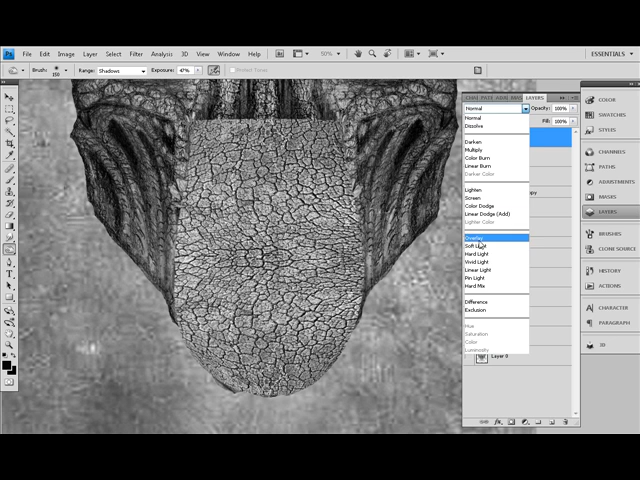 Ps File Edit Image Layer Select Filter Analysis 3D View Window Help 50% ESSENTIALS
Brush: 150 Range: Shadows Exposure: 47% Protect Tones
LAYERS
Normal Opacity: 100%
Fill: 100%
Normal
Dissolve
Darken
Multiply
Color Burn
Linear Burn
Darker Color
Lighten
Screen
Color Dodge
Linear Dodge (Add)
Lighter Color
Overlay
Soft Light
Hard Light
Vivid Light
Linear Light
Pin Light
Hard Mix
Difference
Exclusion
Hue
Saturation
Color
Luminosity
Layer 0
COLOR
SWATCHES
STYLES
CHANNELS
PATHS
ADJUSTMENTS
MASKS
LAYERS
BRUSHES
CLONE SOURCE
HISTORY
ACTIONS
CHARACTER
PARAGRAPH
3D